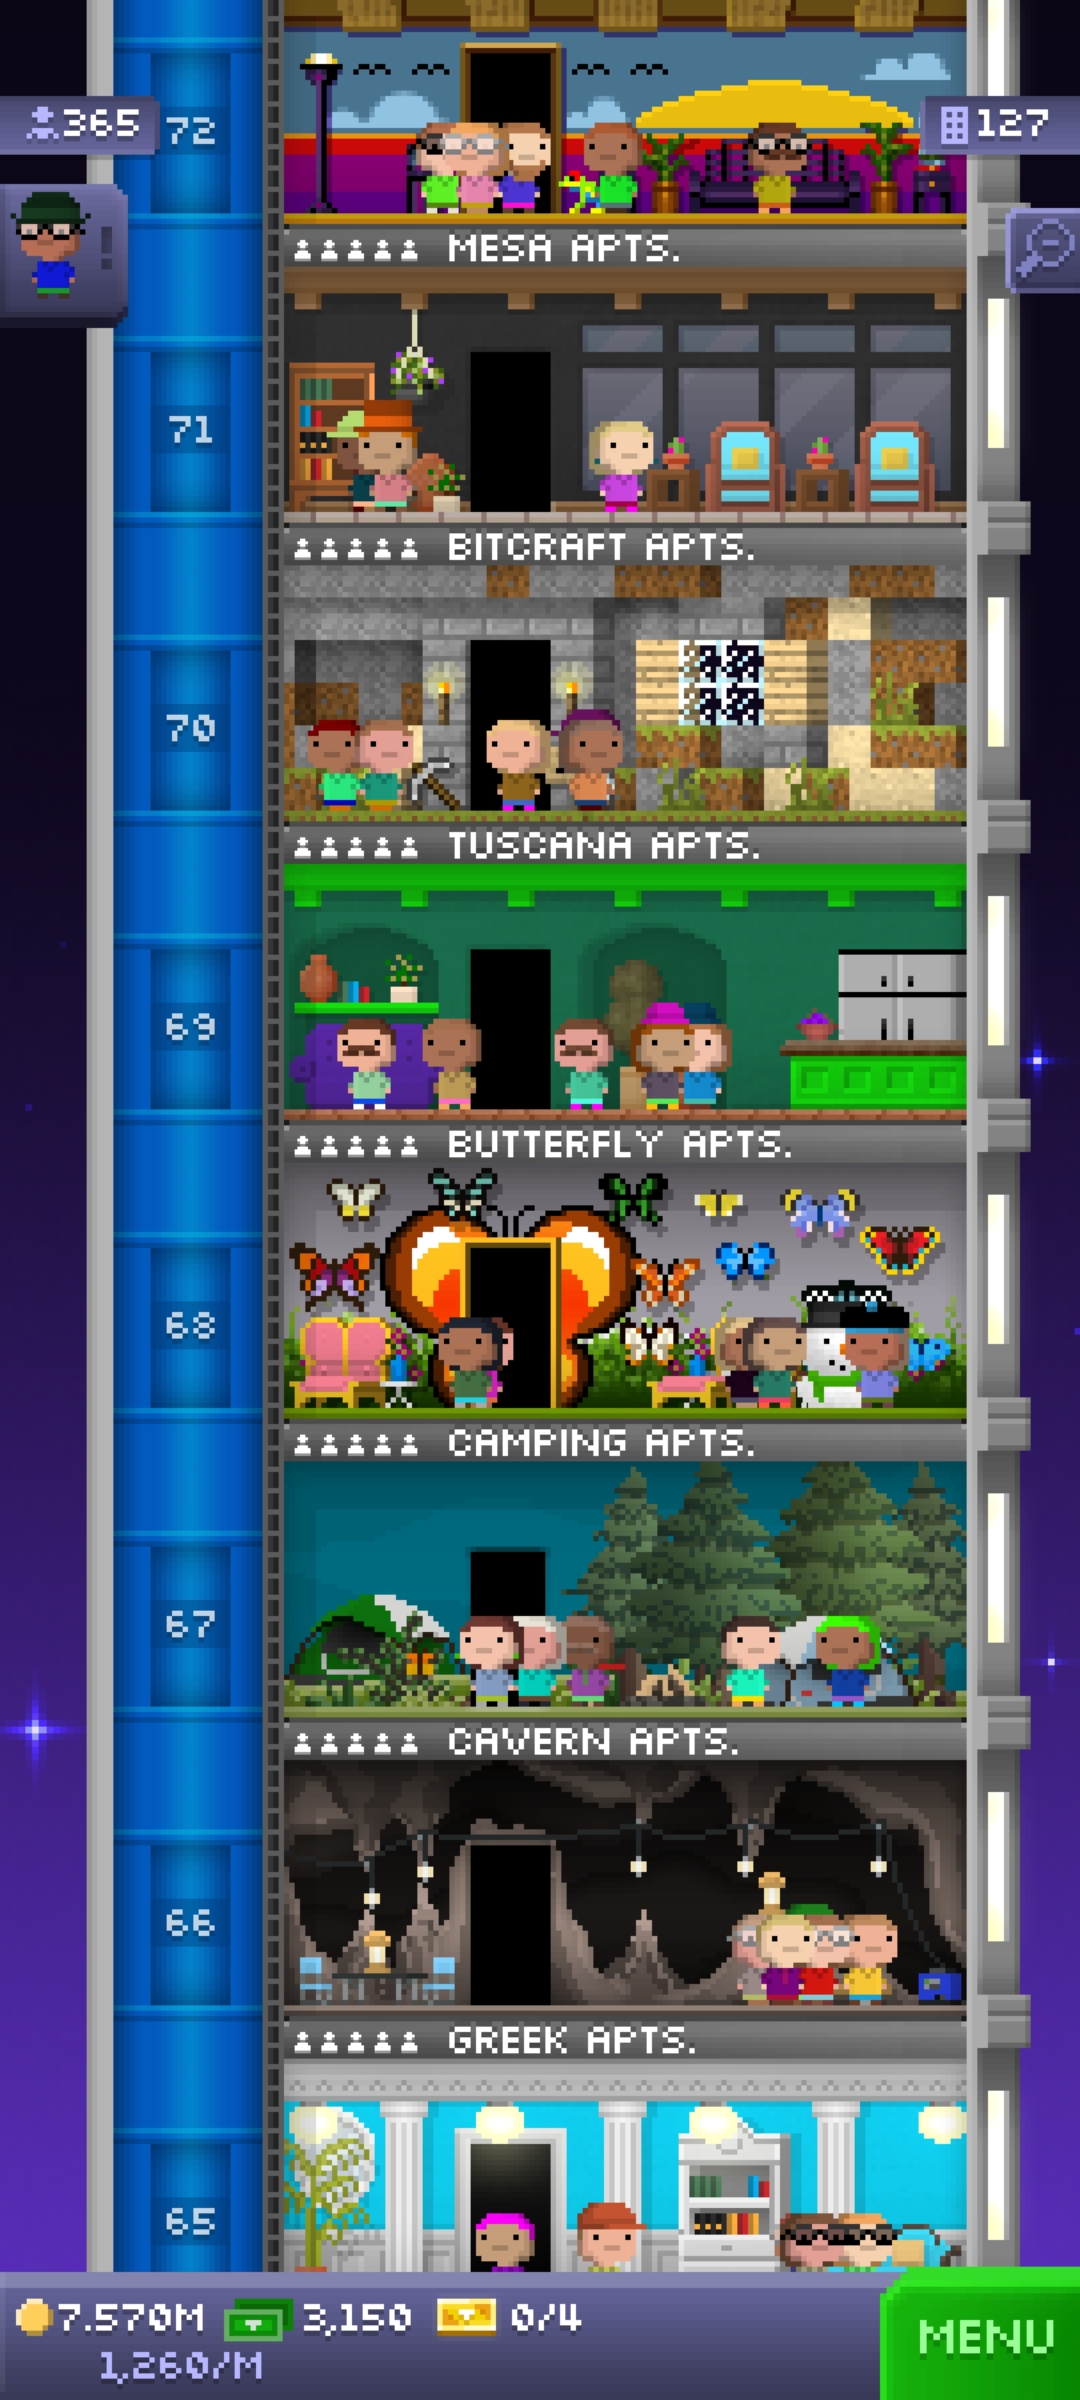 365
72
127
!
MESA APTS.
71
BITCRAFT APTS.
70
TUSCANA APTS.
69
BUTTERFLY APTS.
68
CAMPING APTS.
67
CAVERN APTS.
66
GREEK APTS.
65
7.570M 3,150 0/4
1,260/M
MENU